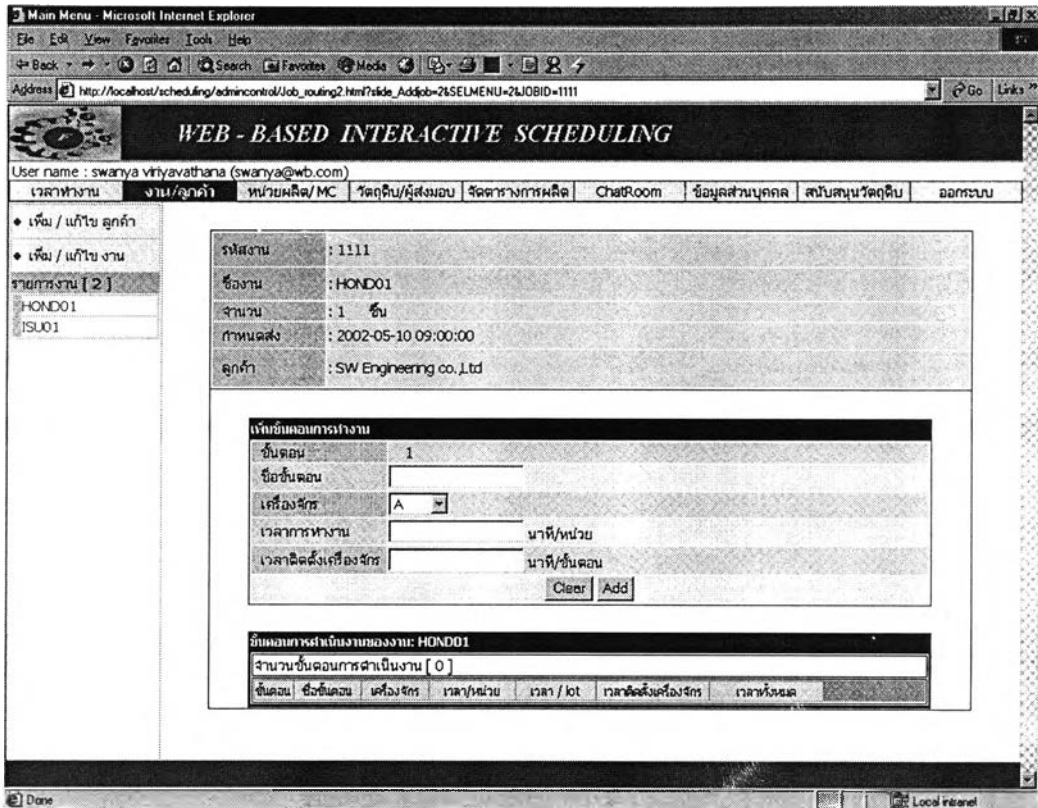 Main Menu - Microsoft Internet Explorer
File Edit View Favorites Tools Help
Back Search Favorites Media
Address http://localhost/scheduling/admincontrol/Job_routing2.html?slide_Addjob=2&SELMENU=2&JOBID=1111 Go Links »
WEB - BASED INTERACTIVE SCHEDULING
User name : swanya viriyavathana (swanya@wb.com)
เวลาทำงาน งาน/ลูกค้า หน่วยผลิต/ MC วัตถุดิบ/ผู้ส่งมอบ จัดตารางการผลิต ChatRoom ข้อมูลส่วนบุคคล สนับสนุนวัตถุดิบ ออกระบบ
• เพิ่ม / แก้ไข ลูกค้า
• เพิ่ม / แก้ไข งาน
รายการงาน [ 2 ]
HOND01
ISU01
รหัสงาน : 1111
ชื่องาน : HOND01
จำนวน : 1 ชิ้น
กำหนดส่ง : 2002-05-10 09:00:00
ลูกค้า : SW Engineering co.,Ltd
เพิ่มขั้นตอนการทำงาน
ขั้นตอน 1
ชื่อขั้นตอน
เครื่องจักร A
เวลาการทำงาน นาที/หน่วย
เวลาติดตั้งเครื่องจักร นาที/ขั้นตอน
Clear Add
ขั้นตอนการดำเนินงานของงาน: HOND01
จำนวนขั้นตอนการดำเนินงาน [ 0 ]
ขั้นตอน ชื่อขั้นตอน เครื่องจักร เวลา/หน่วย เวลา / lot เวลาติดตั้งเครื่องจักร เวลาทั้งหมด
Done Local intranet